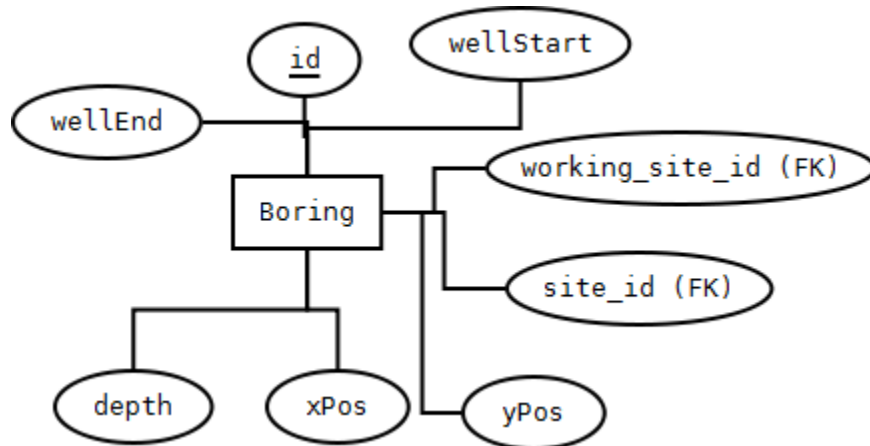 wellStart
id
wellEnd
working_site_id (FK)
Boring
site_id (FK)
depth
xPos
yPos